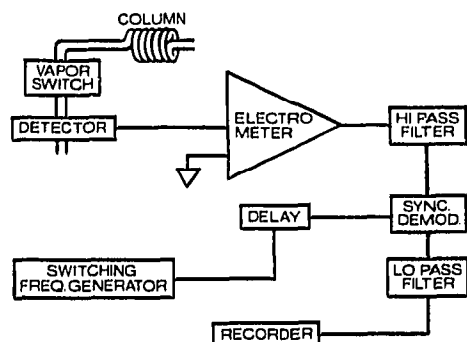 COLUMN
VAPOR
SWITCH
DETECTOR
ELECTRO
METER
HI PASS
FILTER
DELAY
SYNC.
DEMOD.
SWITCHING
FREQ. GENERATOR
LO PASS
FILTER
RECORDER